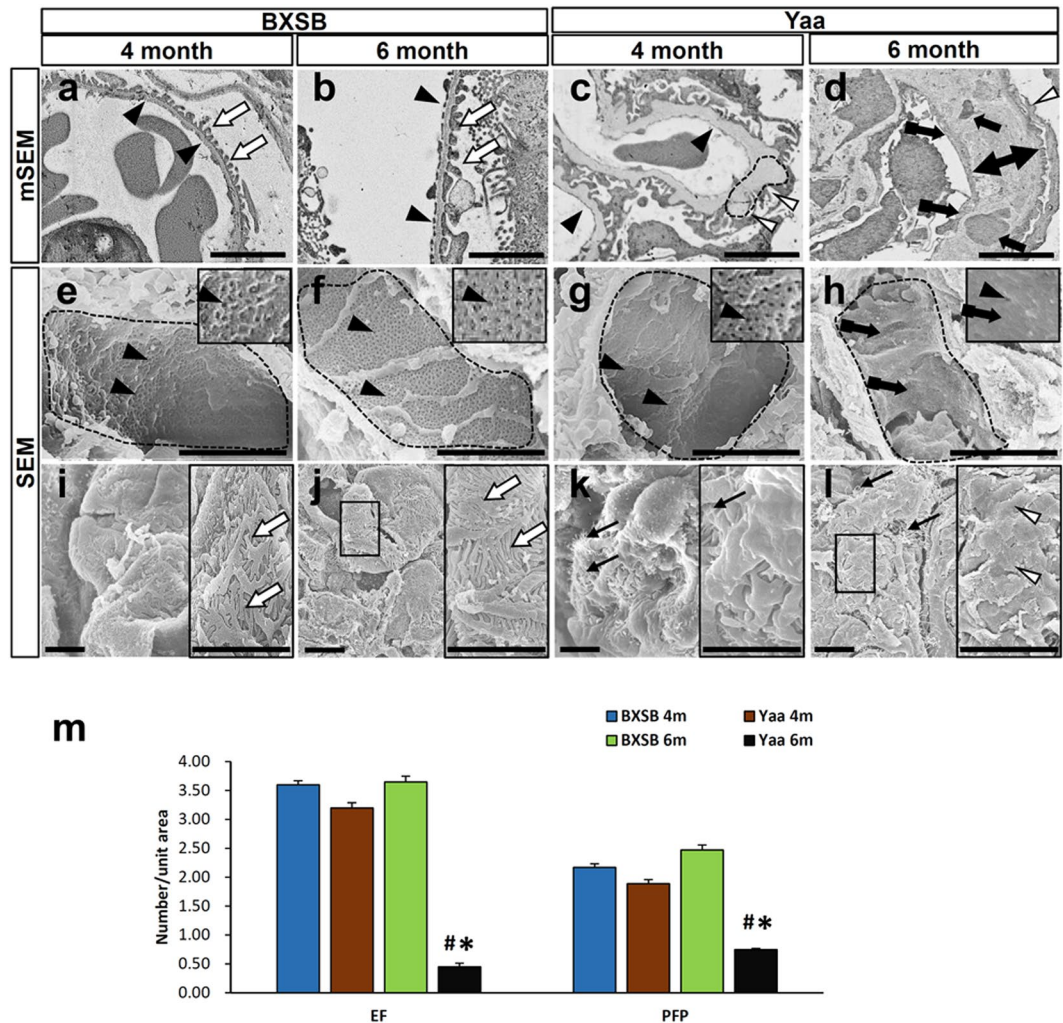 BXSB Yaa
4 month 6 month 4 month 6 month
mSEM
a b c d
SEM
e f g h
i j k l
m
BXSB 4m Yaa 4m
BXSB 6m Yaa 6m
Number/unit area
4.00
3.50
3.00
2.50
2.00
1.50
1.00
0.50
0.00
#* #*
EF PFP